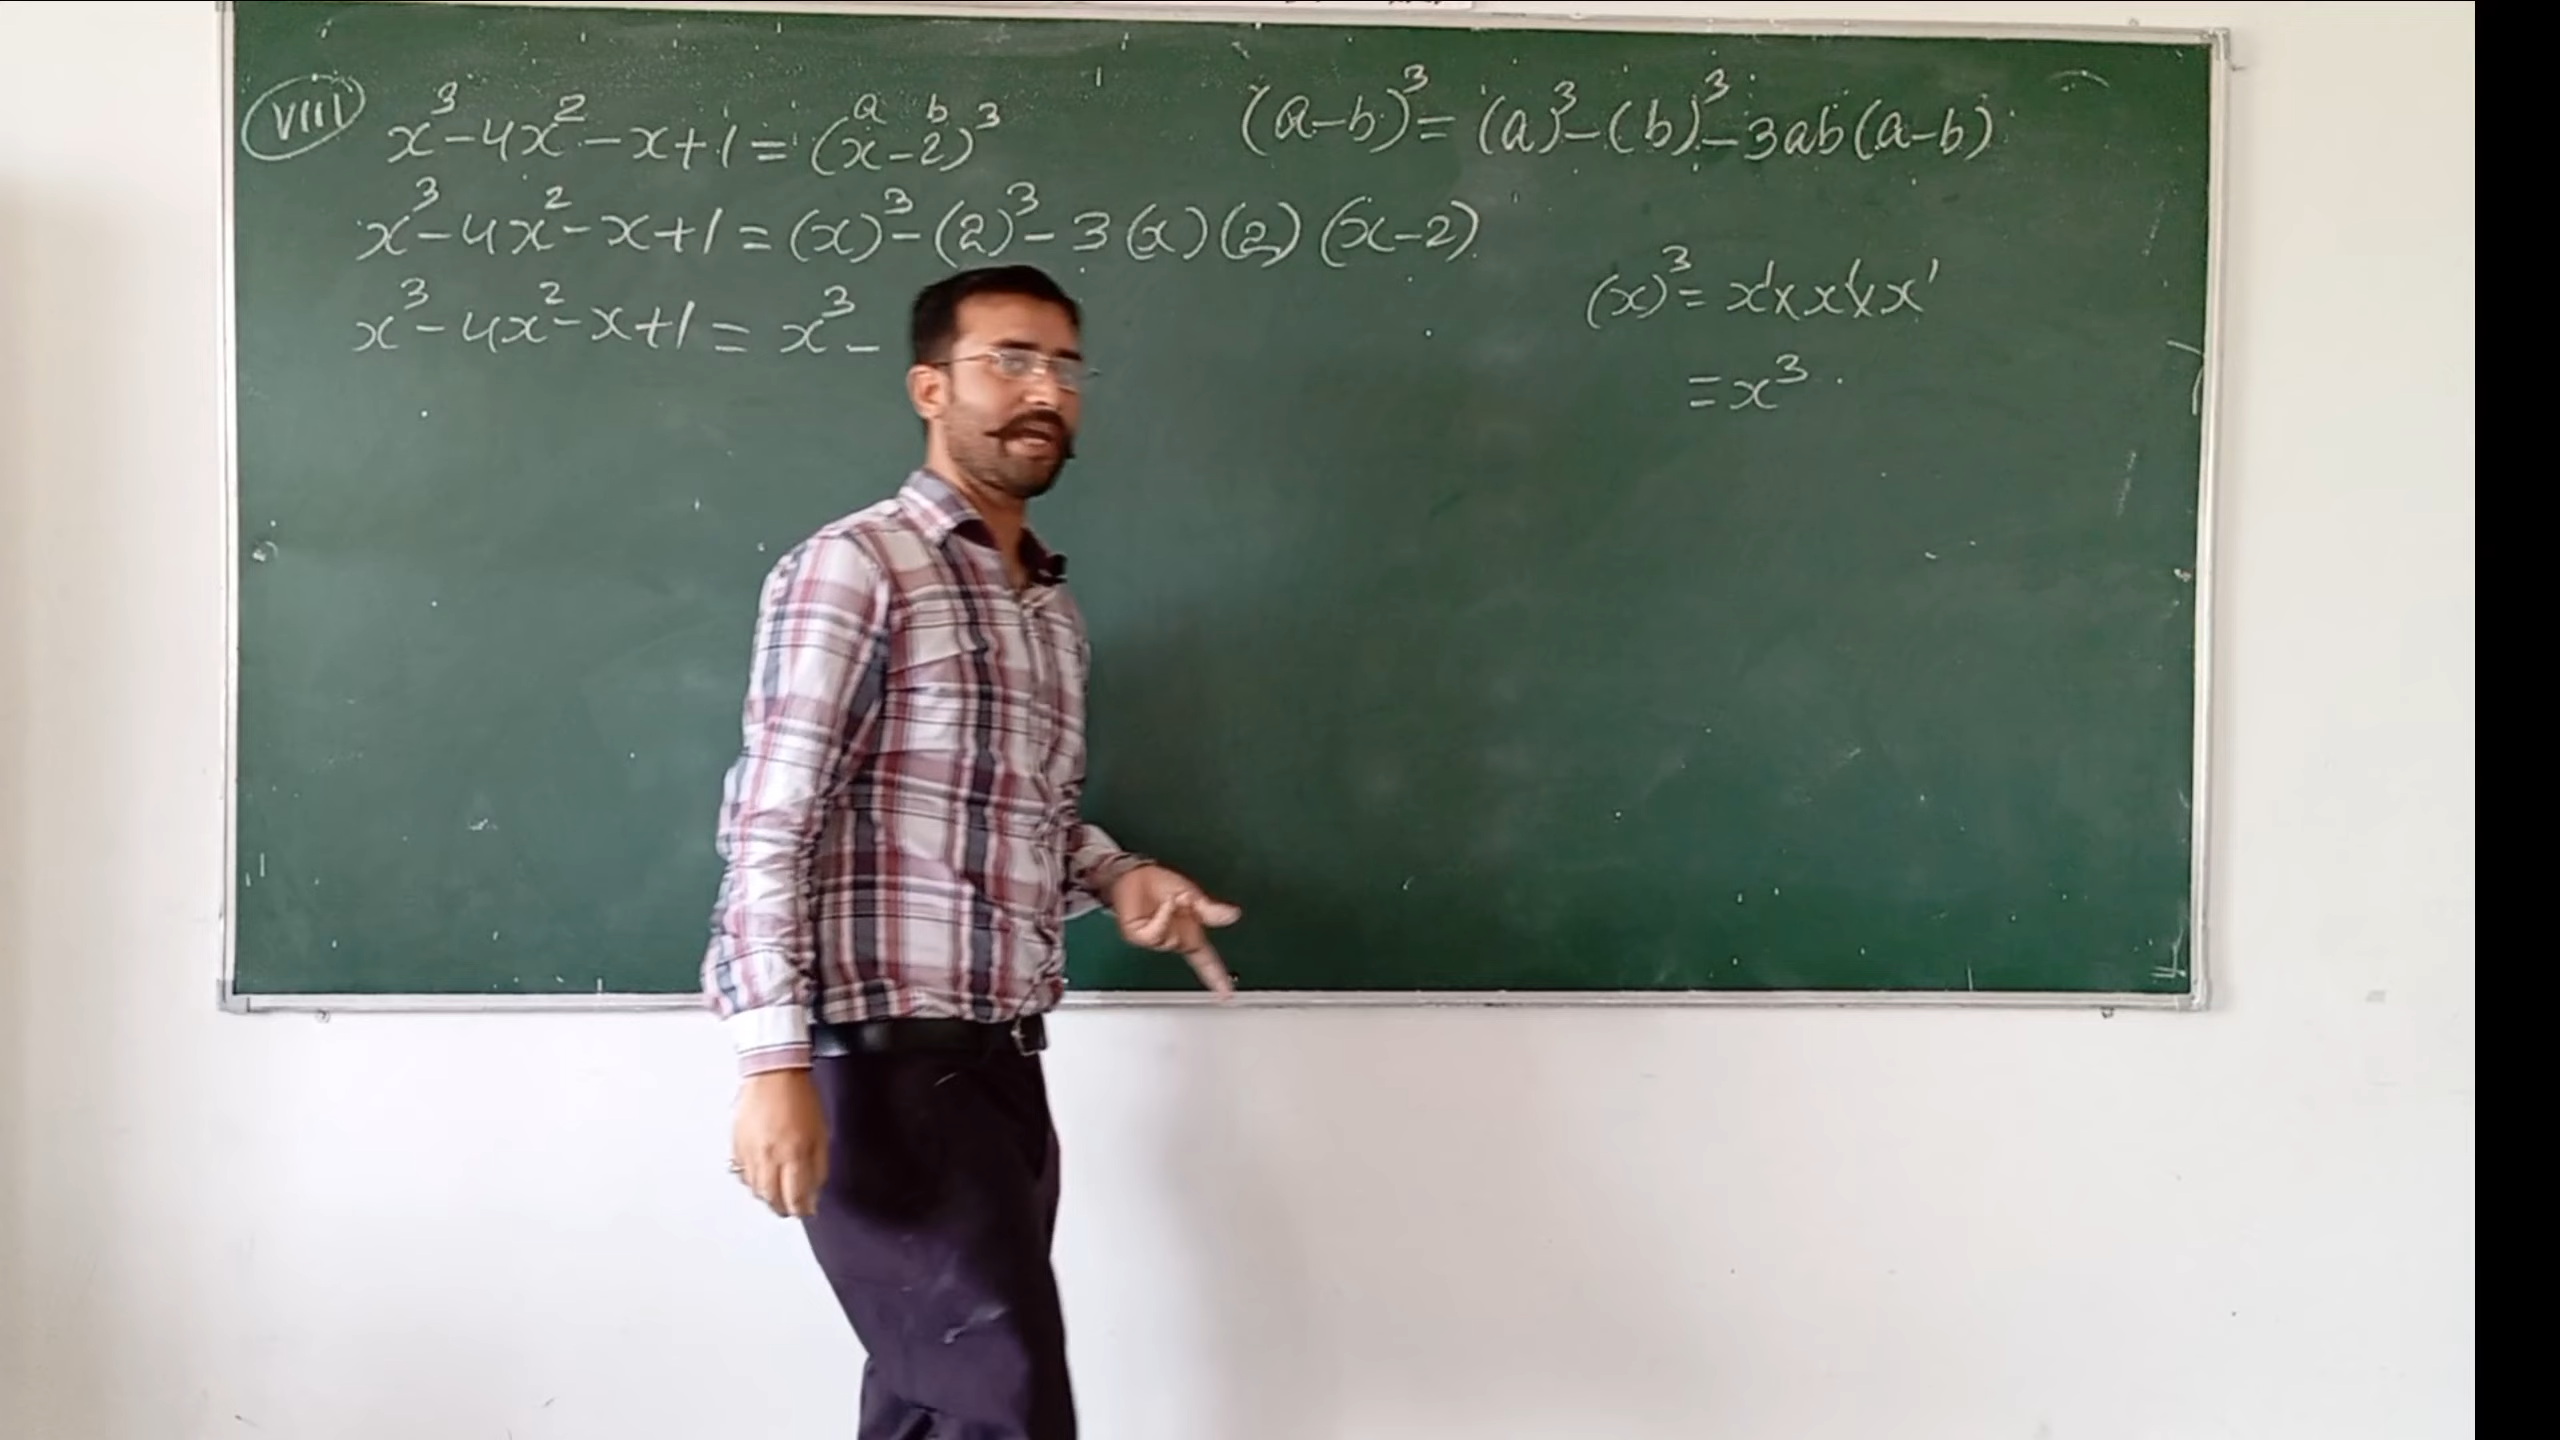 VIII x³-4x²-x+1=(x-2)³
a b
(a-b)³=(a)³-(b)³-3ab(a-b)
x³-4x²-x+1=(x)³-(2)³-3(x)(2)(x-2)
x³-4x²-x+1=x³-
(x)³=x¹×x¹×x¹
=x³